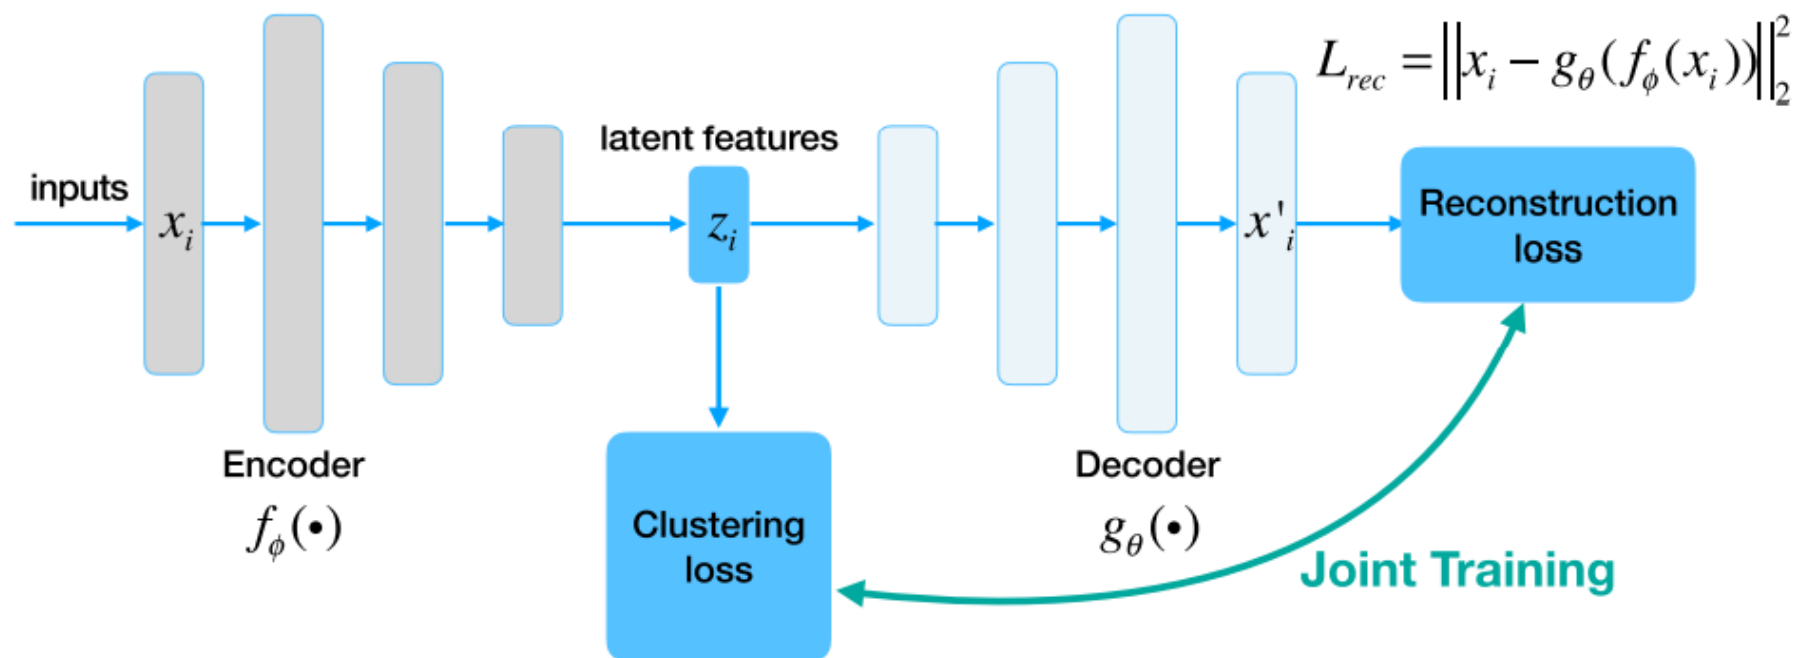 L_rec = ||x_i − g_θ(f_ϕ(x_i))||_2^2
latent features
inputs
x_i
z_i
x'_i
Reconstruction
loss
Encoder
f_ϕ(•)
Decoder
g_θ(•)
Clustering
loss
Joint Training